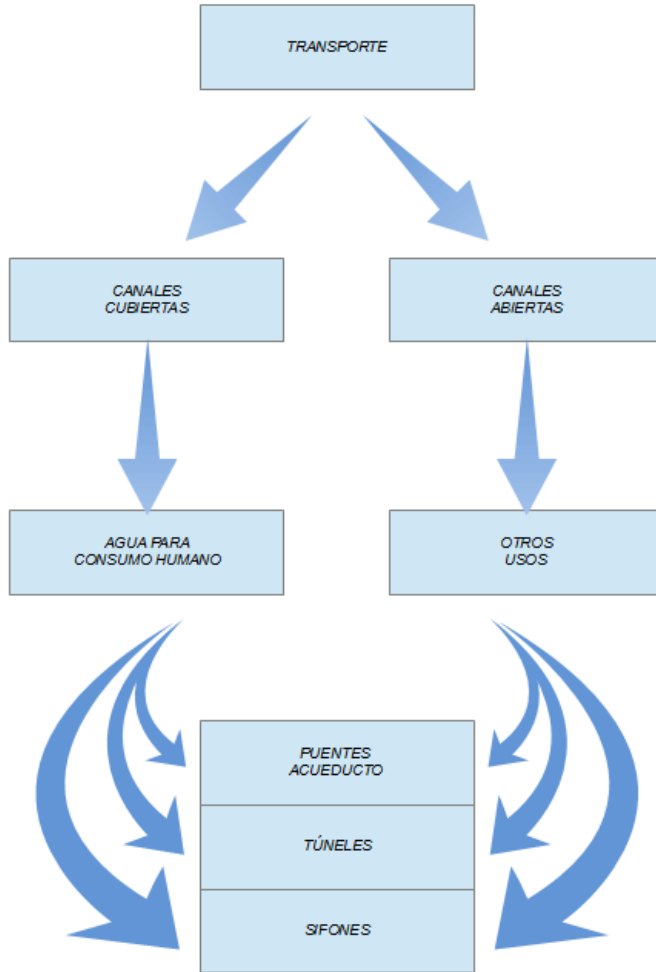 TRANSPORTE
CANALES
CUBIERTAS
CANALES
ABIERTAS
AGUA PARA
CONSUMO HUMANO
OTROS
USOS
PUENTES
ACUEDUCTO
TÚNELES
SIFONES